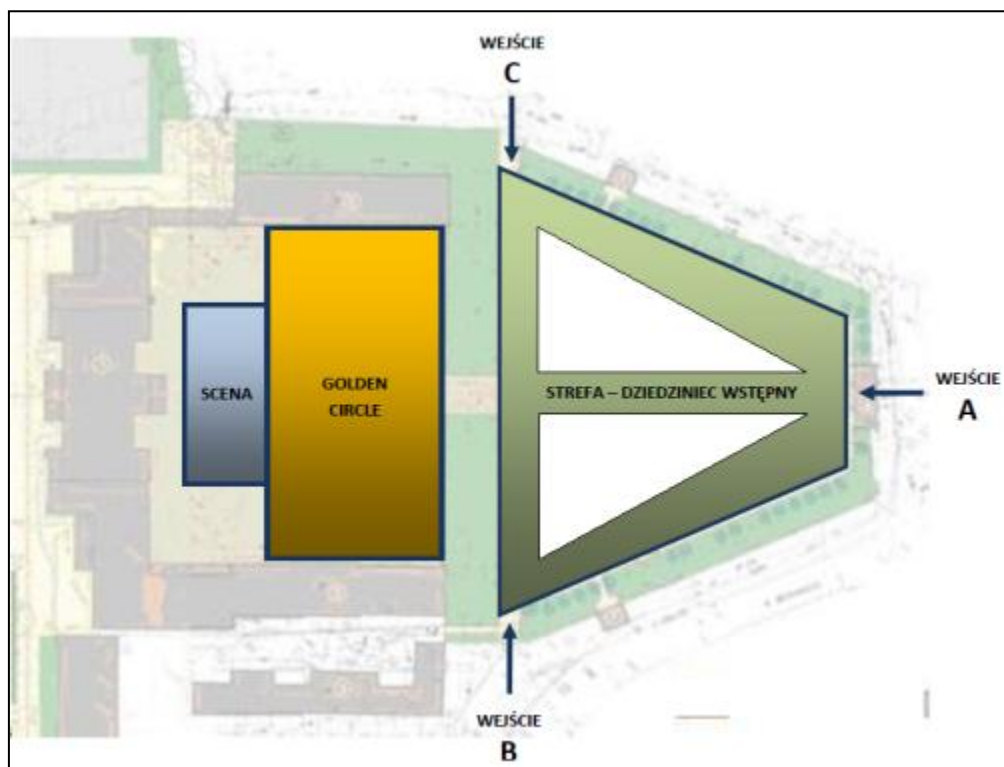 WEJŚCIE
C
SCENA
GOLDEN
CIRCLE
STREFA – DZIEDZINIEC WSTĘPNY
WEJŚCIE
A
WEJŚCIE
B